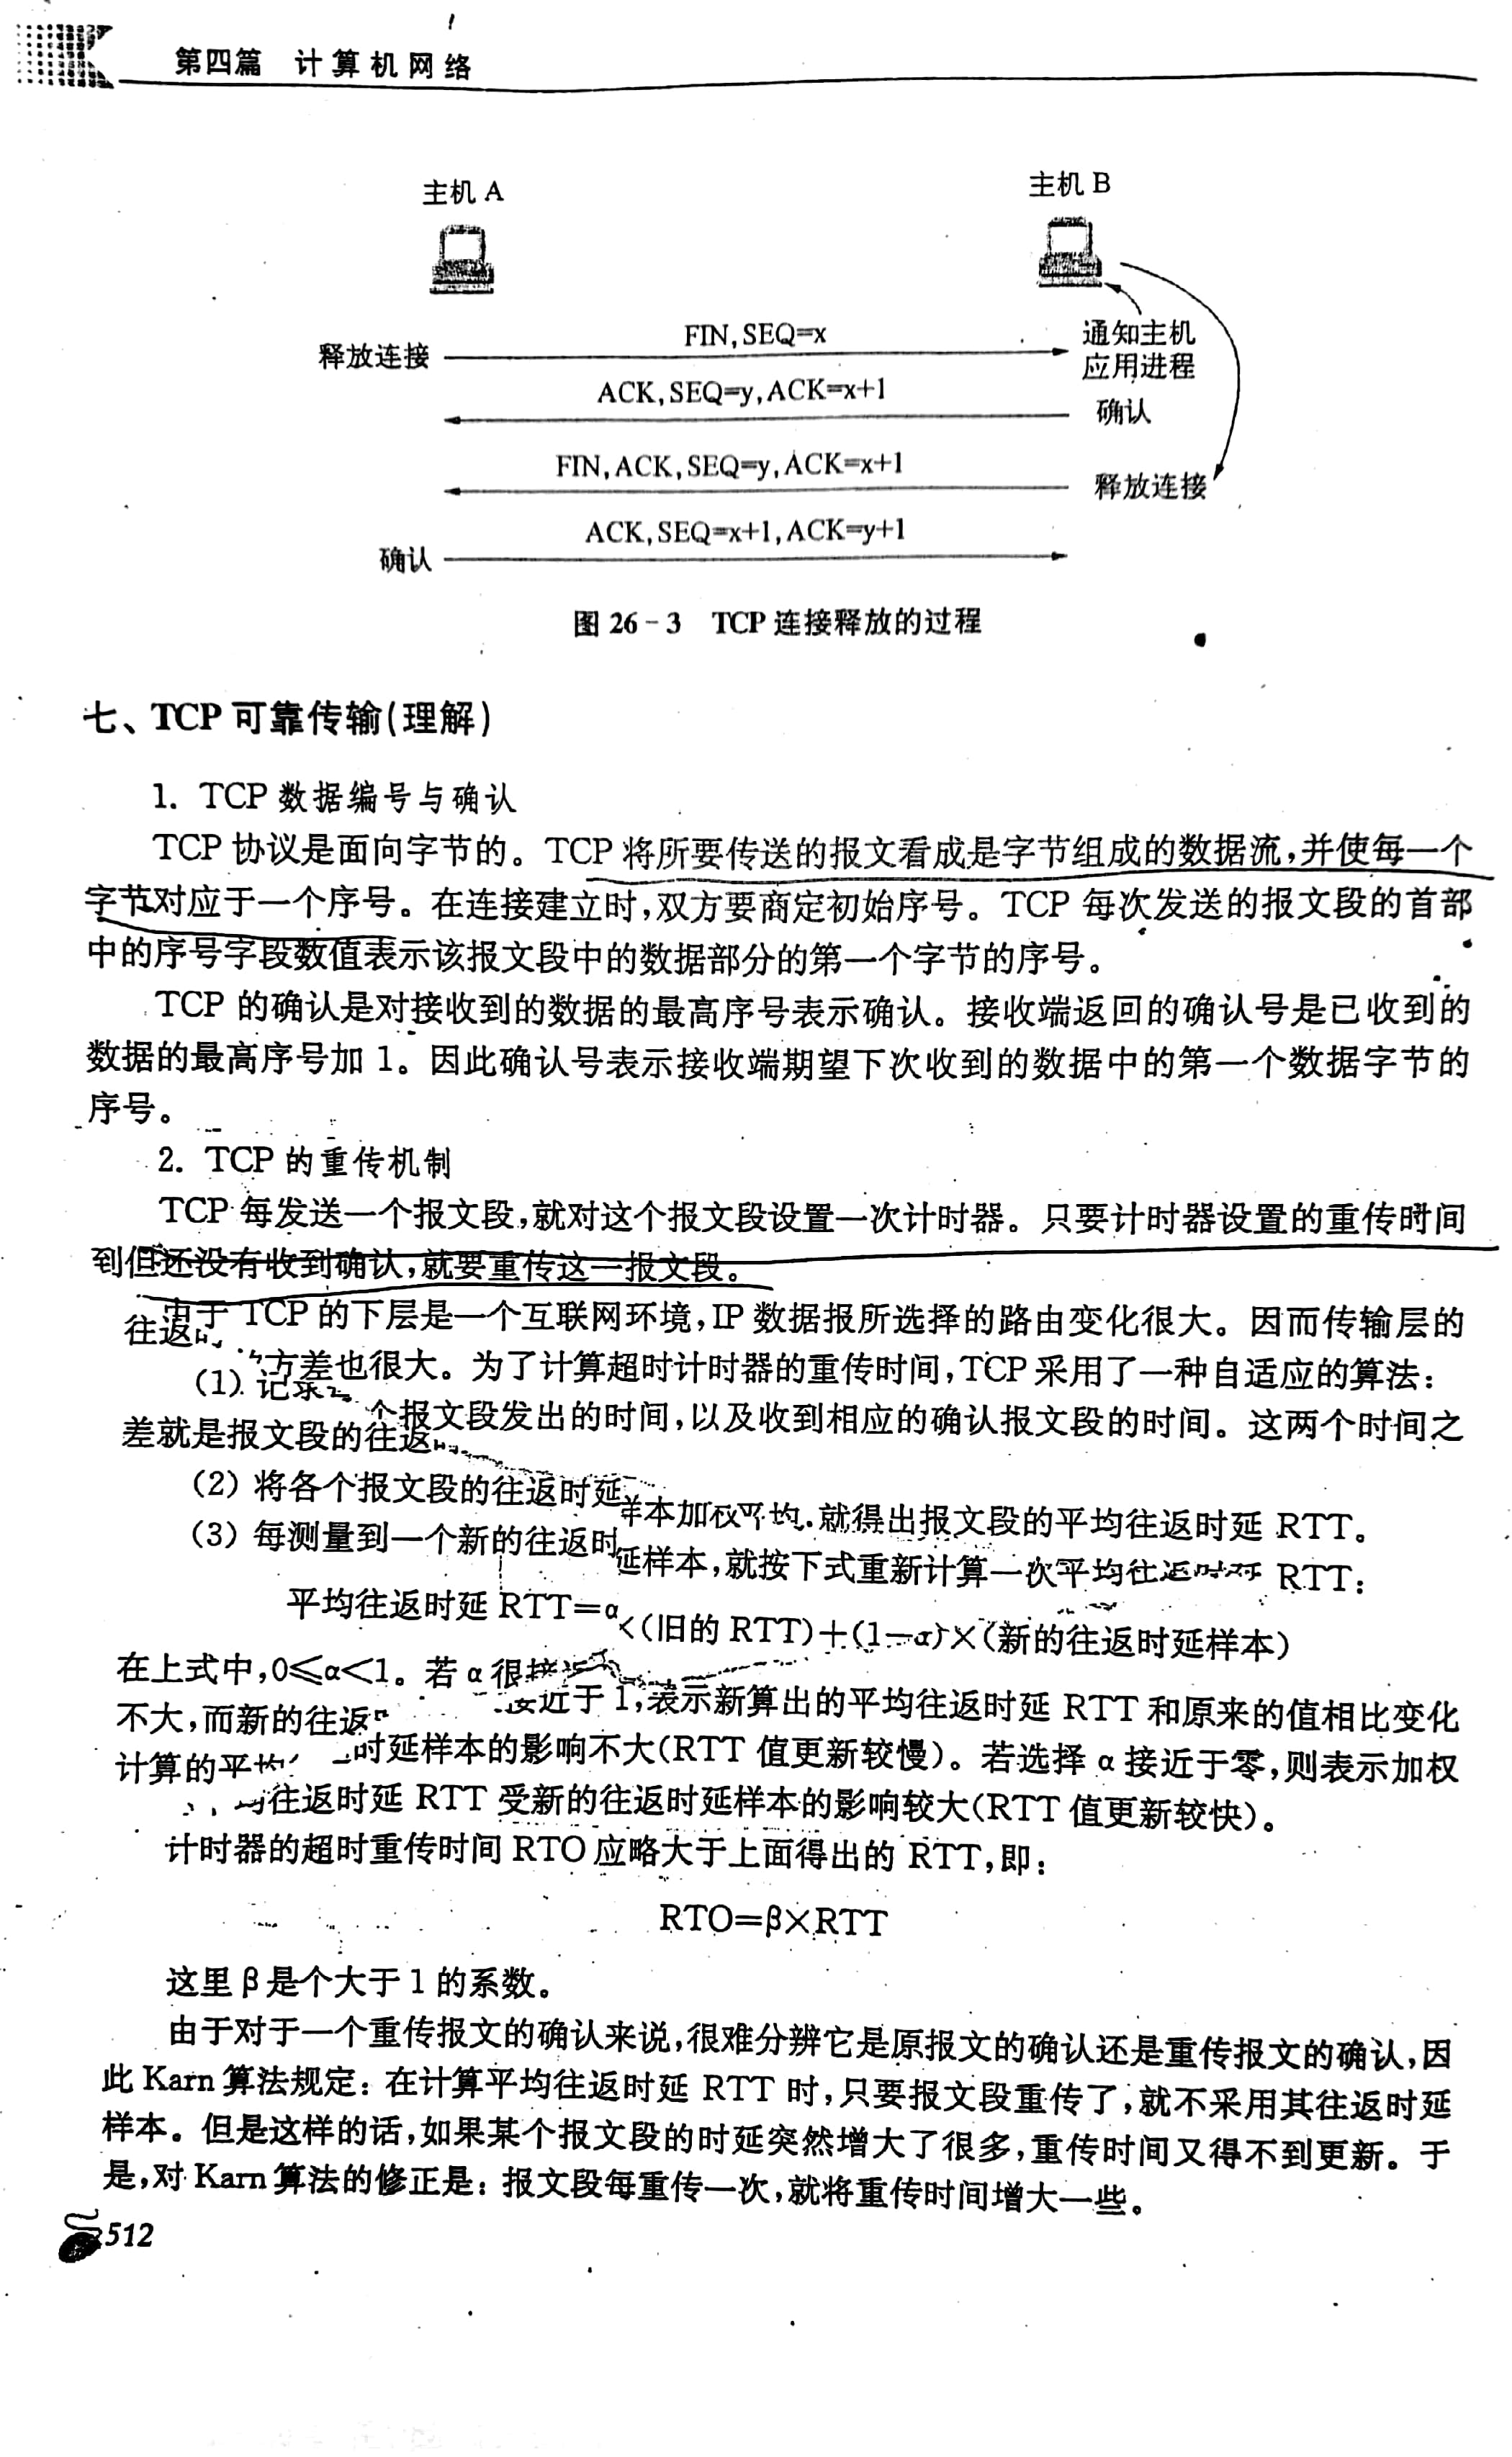 第四篇 计算机网络
主机 A
主机 B
释放连接
FIN,SEQ=x
通知主机
应用进程
ACK,SEQ=y,ACK=x+1
确认
FIN,ACK,SEQ=y,ACK=x+1
释放连接
ACK,SEQ=x+1,ACK=y+1
确认
图 26-3 TCP 连接释放的过程
七、TCP 可靠传输(理解)
1. TCP 数据编号与确认
TCP 协议是面向字节的。TCP 将所要传送的报文看成是字节组成的数据流,并使每一个
字节对应于一个序号。在连接建立时,双方要商定初始序号。TCP 每次发送的报文段的首部
中的序号字段数值表示该报文段中的数据部分的第一个字节的序号。
TCP 的确认是对接收到的数据的最高序号表示确认。接收端返回的确认号是已收到的
数据的最高序号加 1。因此确认号表示接收端期望下次收到的数据中的第一个数据字节的
序号。
2. TCP 的重传机制
TCP 每发送一个报文段,就对这个报文段设置一次计时器。只要计时器设置的重传时间
到但还没有收到确认,就要重传这一报文段。
由于 TCP 的下层是一个互联网环境,IP 数据报所选择的路由变化很大。因而传输层的
往返 方差也很大。为了计算超时计时器的重传时间,TCP 采用了一种自适应的算法:
(1) 记录 个报文段发出的时间,以及收到相应的确认报文段的时间。这两个时间之
差就是报文段的往返
(2) 将各个报文段的往返时延样本加权平均,就得出报文段的平均往返时延 RTT。
(3) 每测量到一个新的往返时延样本,就按下式重新计算一次平均往返时延 RTT:
平均往返时延 RTT=α×(旧的 RTT)+(1-α)×(新的往返时延样本)
在上式中,0≤α<1。若 α 很接近于 1,表示新算出的平均往返时延 RTT 和原来的值相比变化
不大,而新的往返时延样本的影响不大(RTT 值更新较慢)。若选择 α 接近于零,则表示加权
计算的平均往返时延 RTT 受新的往返时延样本的影响较大(RTT 值更新较快)。
计时器的超时重传时间 RTO 应略大于上面得出的 RTT,即:
RTO=β×RTT
这里 β 是个大于 1 的系数。
由于对于一个重传报文的确认来说,很难分辨它是原报文的确认还是重传报文的确认,因
此 Karn 算法规定:在计算平均往返时延 RTT 时,只要报文段重传了,就不采用其往返时延
样本。但是这样的话,如果某个报文段的时延突然增大了很多,重传时间又得不到更新。于
是,对 Karn 算法的修正是:报文段每重传一次,就将重传时间增大一些。
512